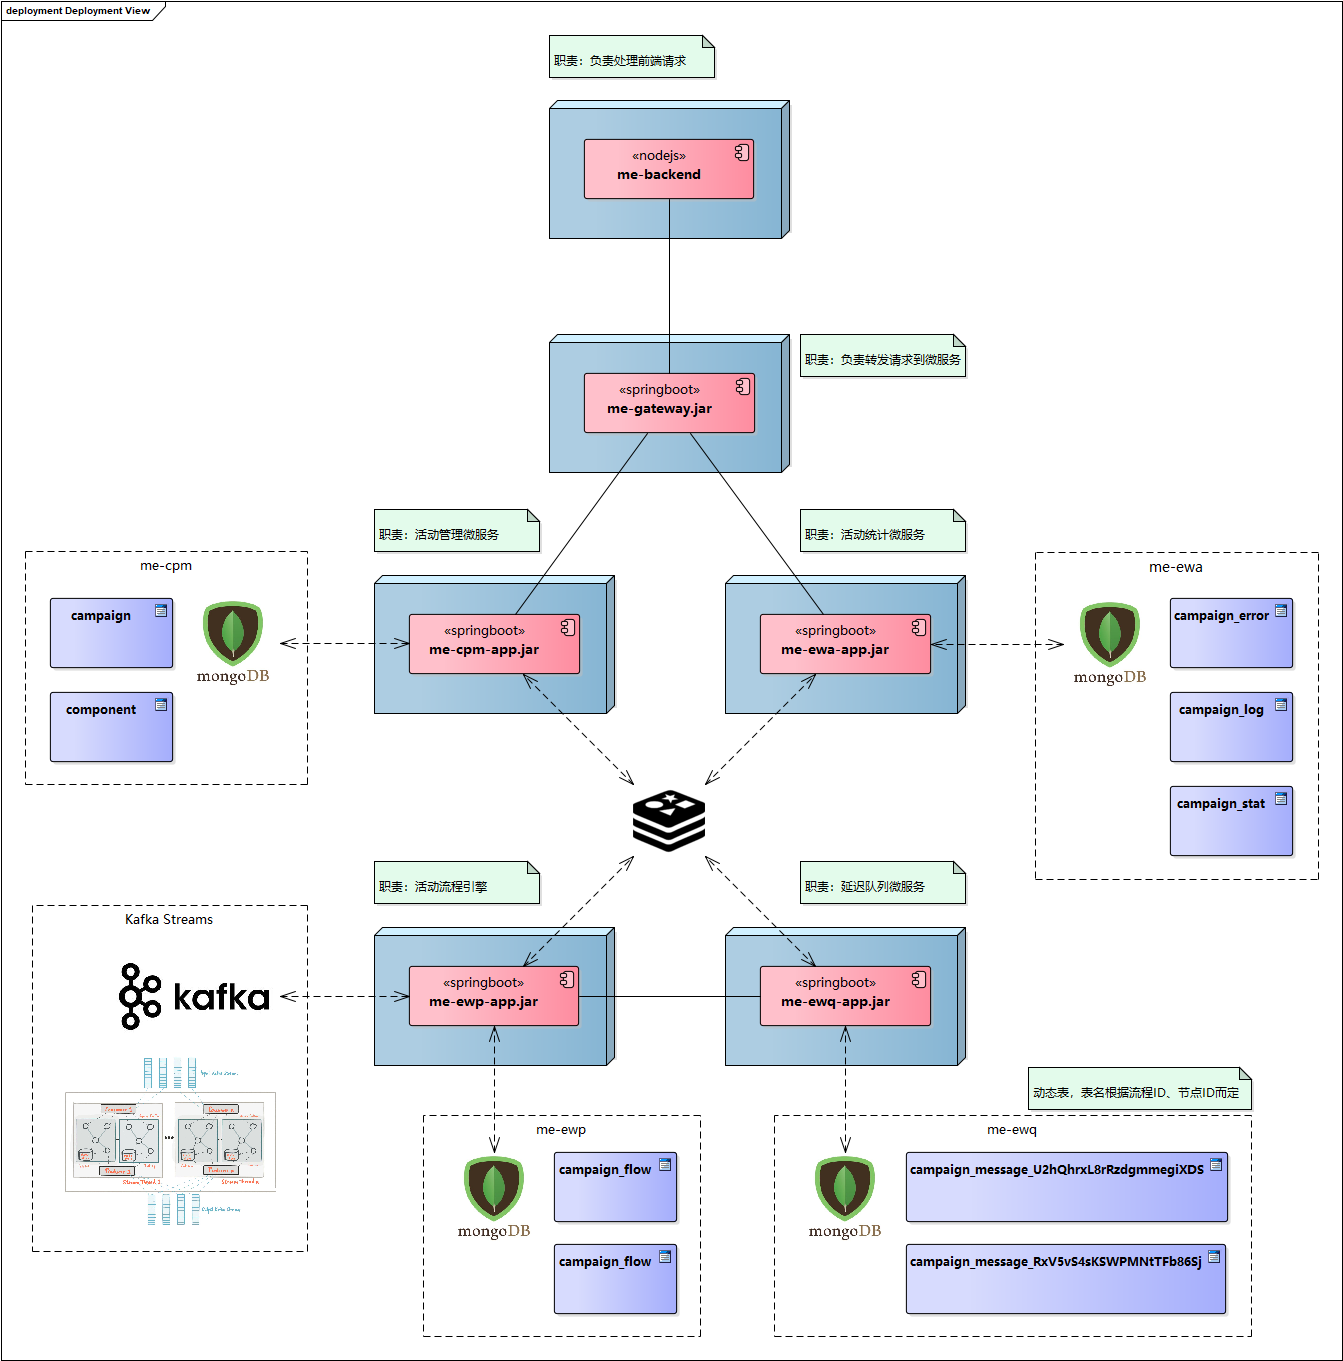 deployment Deployment View
职责：负责处理前端请求
«nodejs»
me-backend
职责：负责转发请求到微服务
«springboot»
me-gateway.jar
职责：活动管理微服务
职责：活动统计微服务
me-cpm
campaign
component
mongoDB
«springboot»
me-cpm-app.jar
«springboot»
me-ewa-app.jar
me-ewa
mongoDB
campaign_error
campaign_log
campaign_stat
职责：活动流程引擎
职责：延迟队列微服务
Kafka Streams
kafka
«springboot»
me-ewp-app.jar
«springboot»
me-ewq-app.jar
动态表，表名根据流程ID、节点ID而定
me-ewp
mongoDB
campaign_flow
campaign_flow
me-ewq
mongoDB
campaign_message_U2hQhrxL8rRzdgmmegiXDS
campaign_message_RxV5vS4sKSWPMNtTFb86Sj